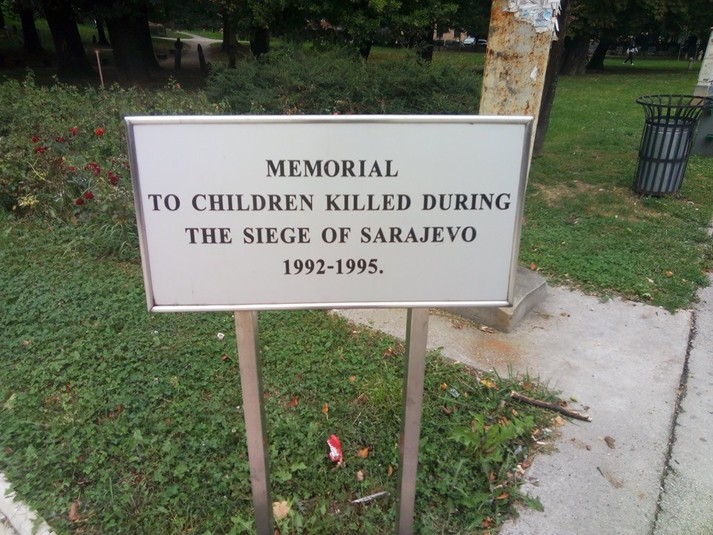 MEMORIAL
TO CHILDREN KILLED DURING
THE SIEGE OF SARAJEVO
1992-1995.